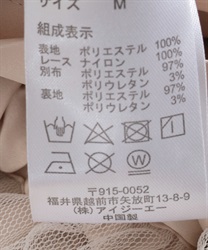 サイズ M
組成表示
表地 ポリエステル 100%
レース ナイロン 100%
別布 ポリエステル 97%
ポリウレタン 3%
裏地 ポリエステル 97%
ポリウレタン 3%
〒915-0052
福井県越前市矢放町13-8-9
(株)アイジーエー
中国製